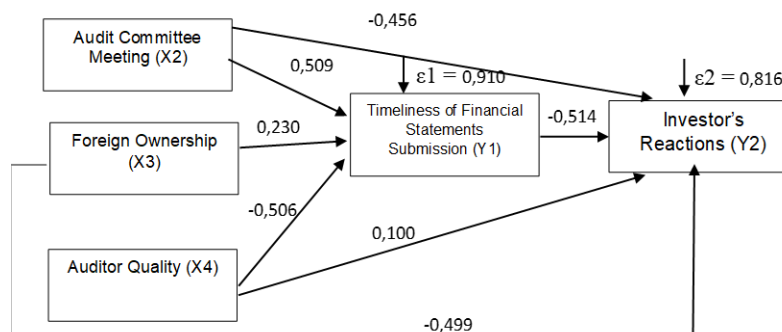 -0,456
Audit Committee
Meeting (X2)
0,509
ε1 = 0,910
ε2 = 0,816
Timeliness of Financial
Statements
Submission (Y1)
-0,514
Investor's
Reactions (Y2)
Foreign Ownership
(X3)
0,230
-0,506
0,100
Auditor Quality (X4)
-0,499